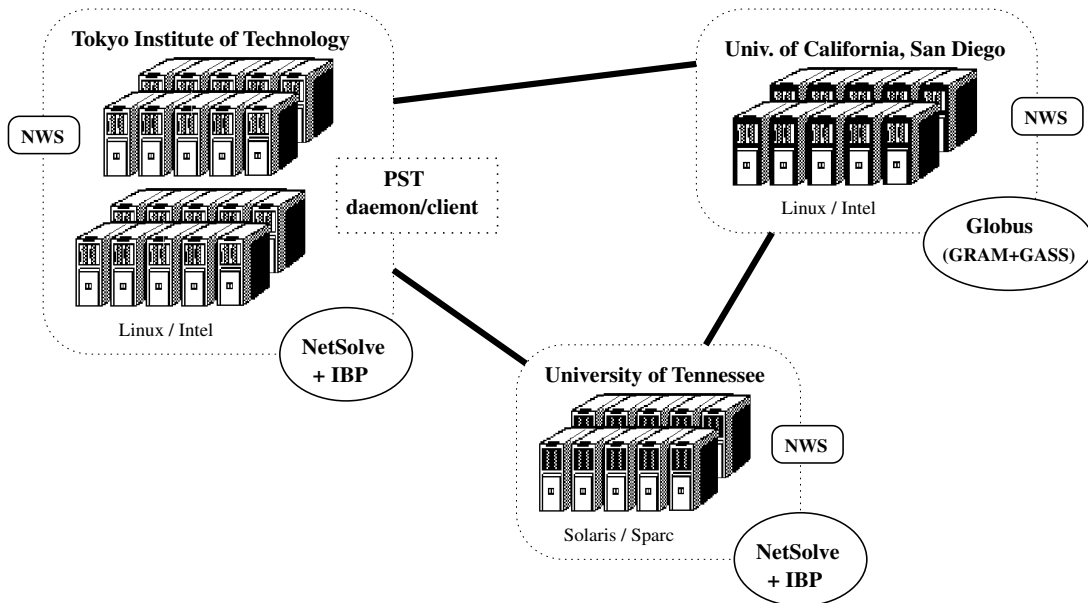 Tokyo Institute of Technology
NWS
PST
daemon/client
Linux / Intel
NetSolve
+ IBP
Univ. of California, San Diego
NWS
Linux / Intel
Globus
(GRAM+GASS)
University of Tennessee
NWS
Solaris / Sparc
NetSolve
+ IBP